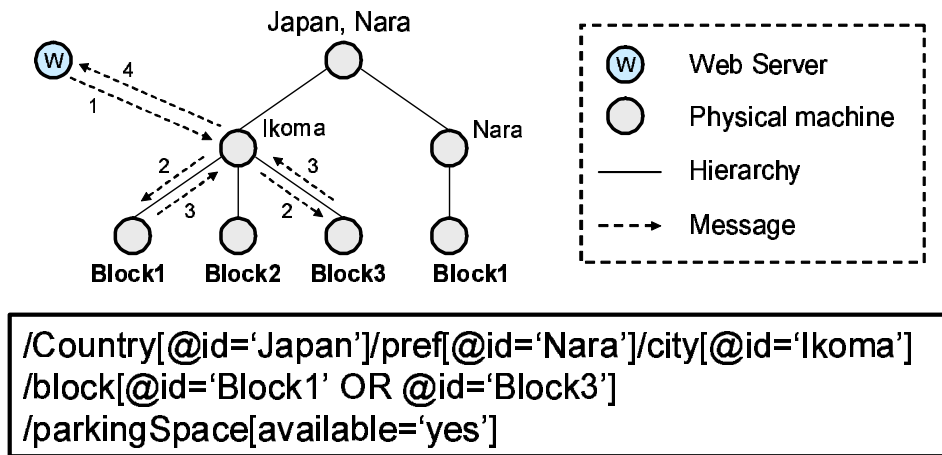 Japan, Nara
W
4
1
Ikoma
Nara
2
3
3
2
Block1
Block2
Block3
Block1
W
Web Server
Physical machine
Hierarchy
Message
/Country[@id=‘Japan’]/pref[@id=‘Nara’]/city[@id=‘Ikoma’]
/block[@id=‘Block1’ OR @id=‘Block3’]
/parkingSpace[available=‘yes’]